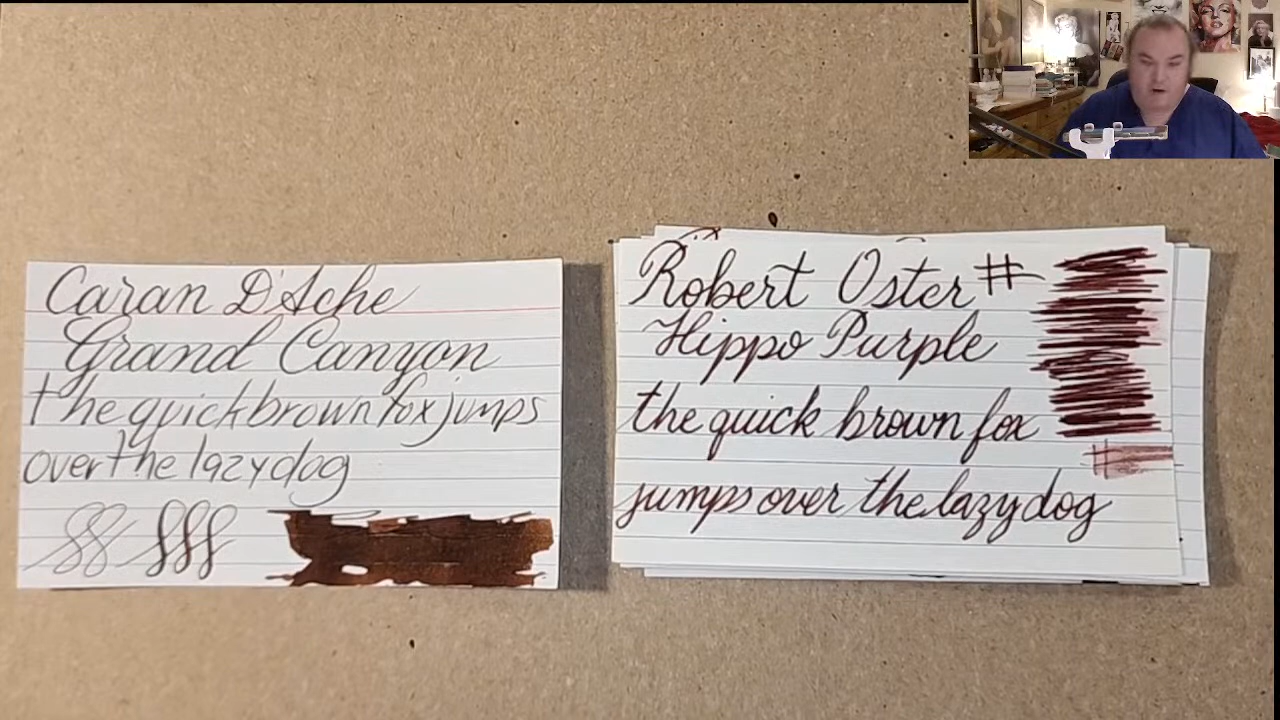 Caran D'Ache
Grand Canyon
the quick brown fox jumps
over the lazy dog
Robert Oster #
Hippo Purple
the quick brown fox
jumps over the lazy dog